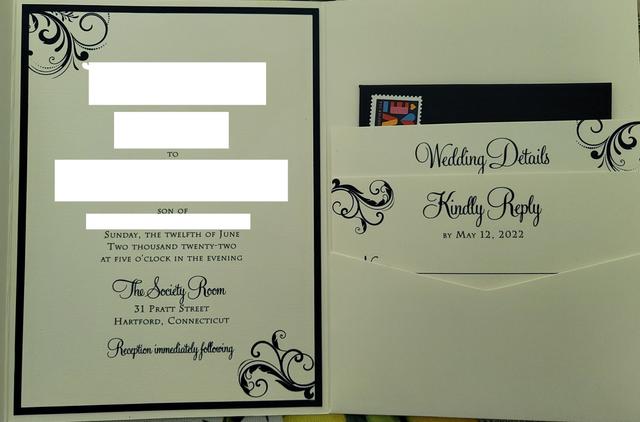 TO
SON OF
SUNDAY, THE TWELFTH OF JUNE
TWO THOUSAND TWENTY-TWO
AT FIVE O'CLOCK IN THE EVENING
The Society Room
31 PRATT STREET
HARTFORD, CONNECTICUT
Reception immediately following
Wedding Details
Kindly Reply
BY MAY 12, 2022